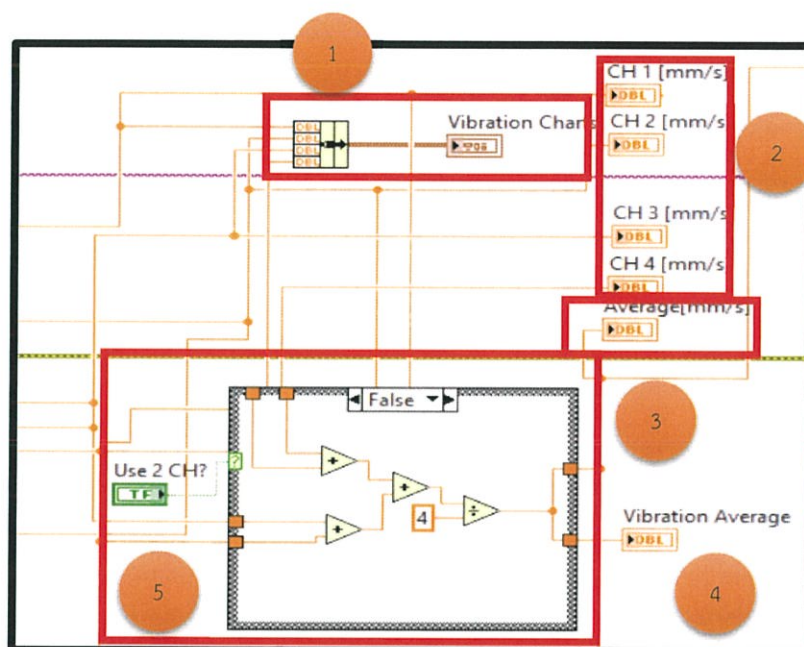 1
CH 1 [mm/s]
DBL
DBL
DBL
DBL
DBL
Vibration Chan
CH 2 [mm/s]
DBL
2
CH 3 [mm/s]
DBL
CH 4 [mm/s]
DBL
Average[mm/s]
DBL
False
3
Use 2 CH?
?
TF
+
+
+
4
÷
Vibration Average
DBL
5
4